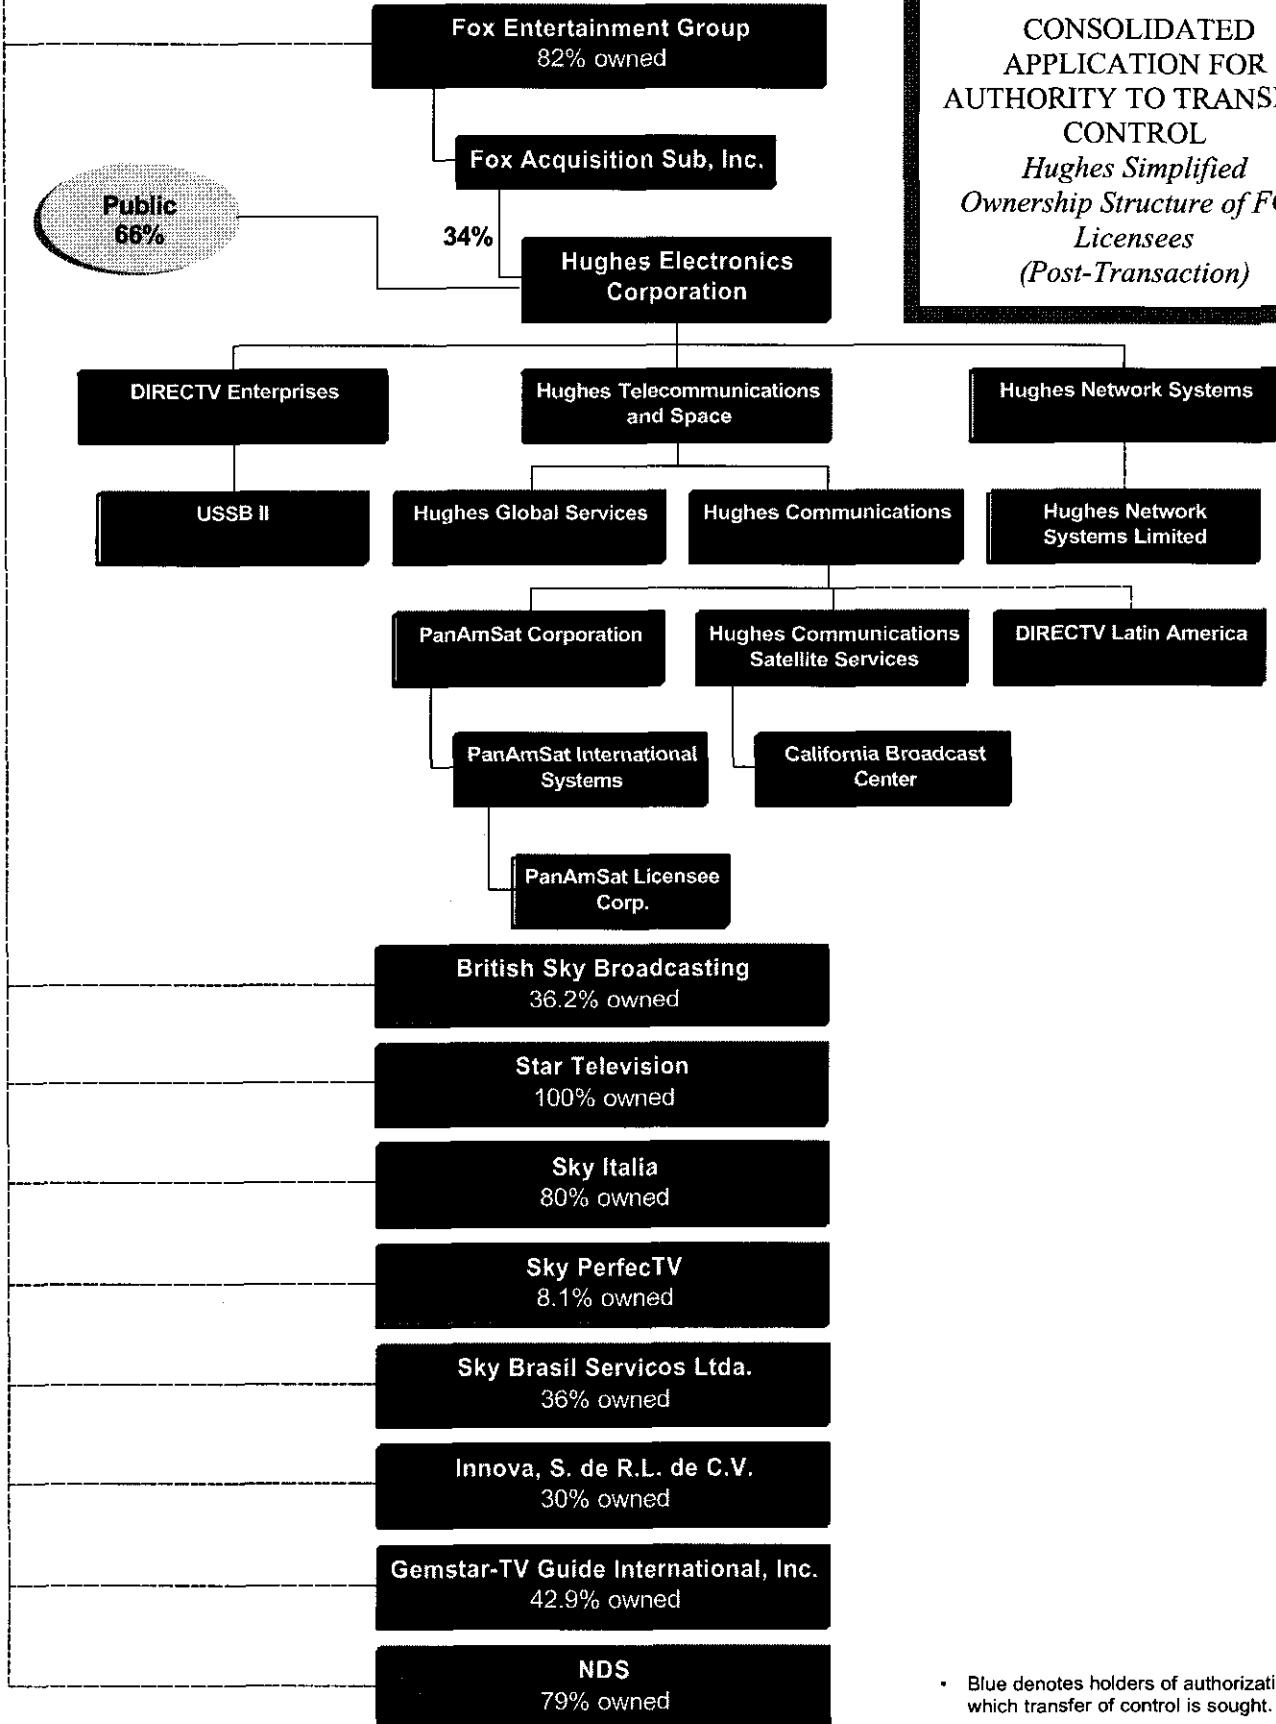 Fox Entertainment Group
82% owned
CONSOLIDATED
APPLICATION FOR
AUTHORITY TO
CONTROL
Hughes Simplified
Ownership Structure of
Licensees
(Post-Transaction)
Fox Acquisition Sub, Inc.
Public
66%
34%
Hughes Electronics
Corporation
DIRECTV Enterprises
Hughes Telecommunications
and Space
Hughes Network Systems
USSB II
Hughes Global Services
Hughes Communications
Hughes Network
Systems Limited
PanAmSat Corporation
Hughes Communications
Satellite Services
DIRECTV Latin America
PanAmSat International
Systems
California Broadcast
Center
PanAmSat Licensee
Corp.
British Sky Broadcasting
36.2% owned
Star Television
100% owned
Sky Italia
80% owned
Sky PerfecTV
8.1% owned
Sky Brasil Servicos Ltda.
36% owned
Innova, S. de R.L. de C.V.
30% owned
Gemstar-TV Guide International, Inc.
42.9% owned
NDS
79% owned
• Blue denotes holders of
which transfer of control is sought.